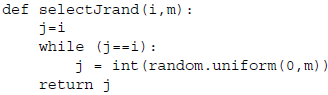 def selectJrand(i,m):
    j=i
    while (j==i):
        j = int(random.uniform(0,m))
    return j